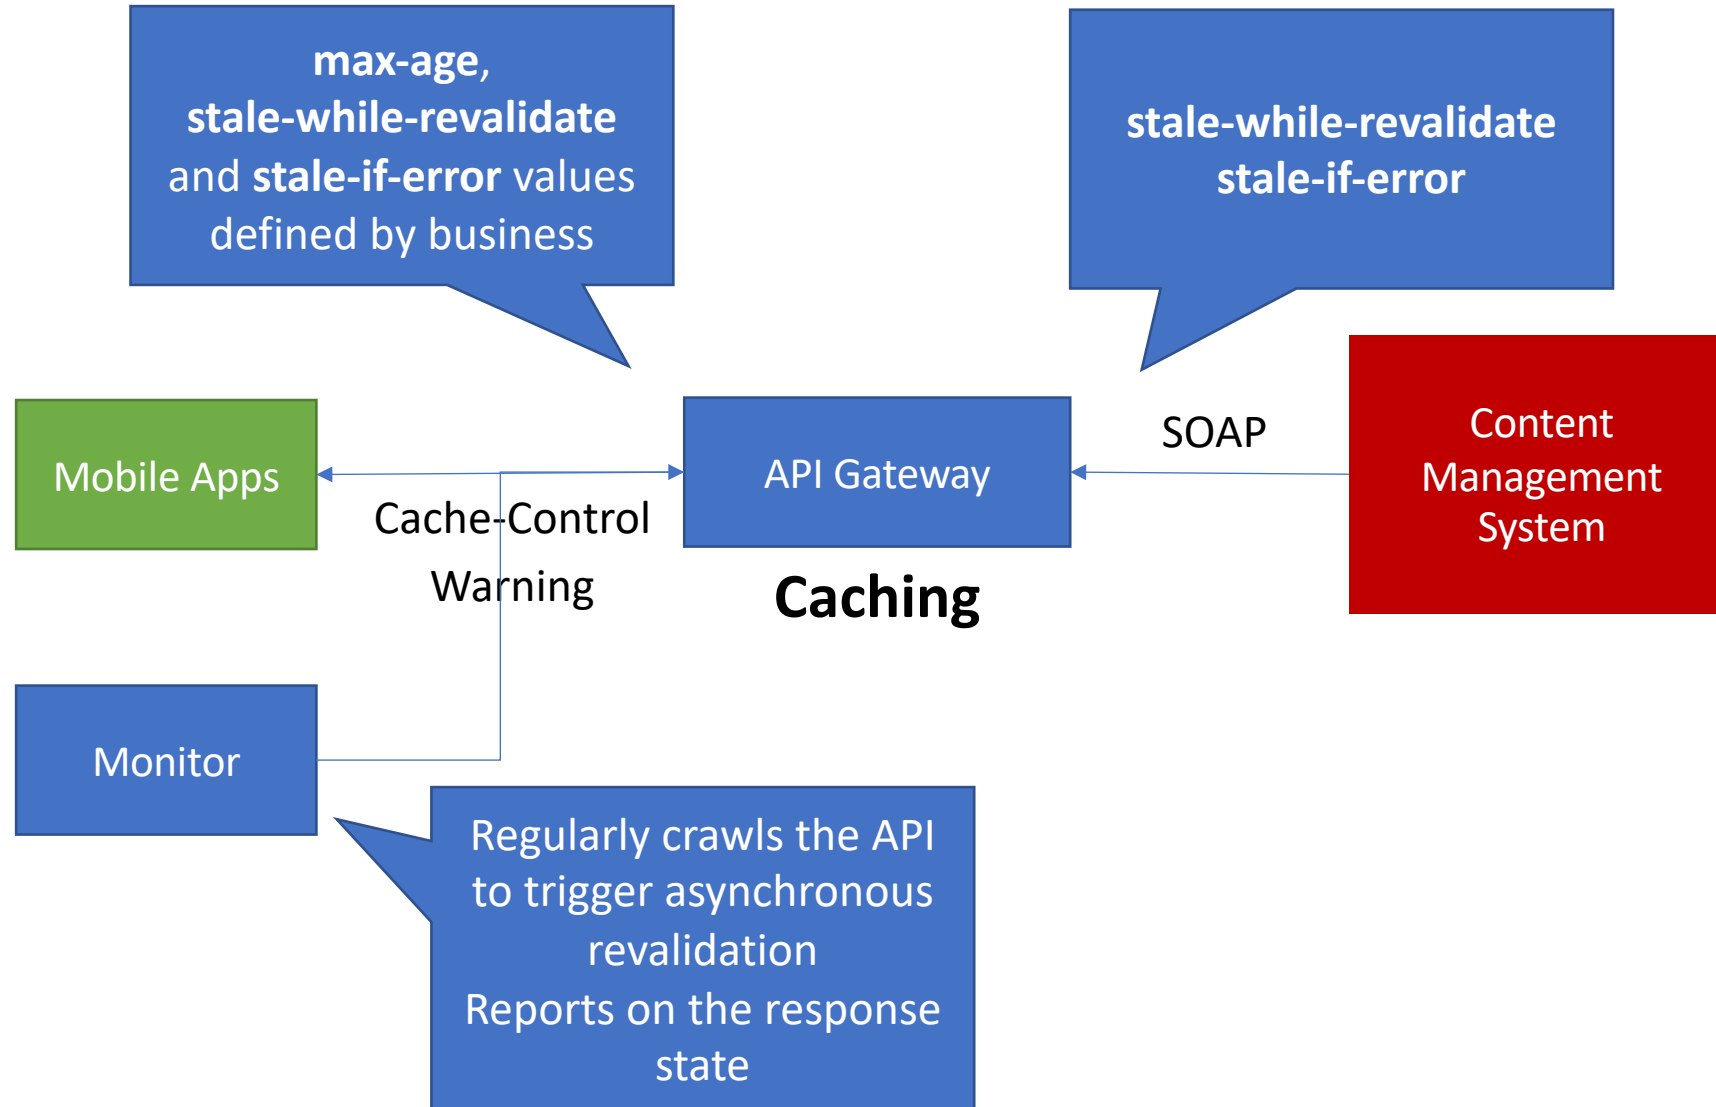 max-age,
stale-while-revalidate
and stale-if-error values
defined by business
stale-while-revalidate
stale-if-error
Mobile Apps
Cache-Control
Warning
API Gateway
Caching
SOAP
Content
Management
System
Monitor
Regularly crawls the API
to trigger asynchronous
revalidation
Reports on the response
state